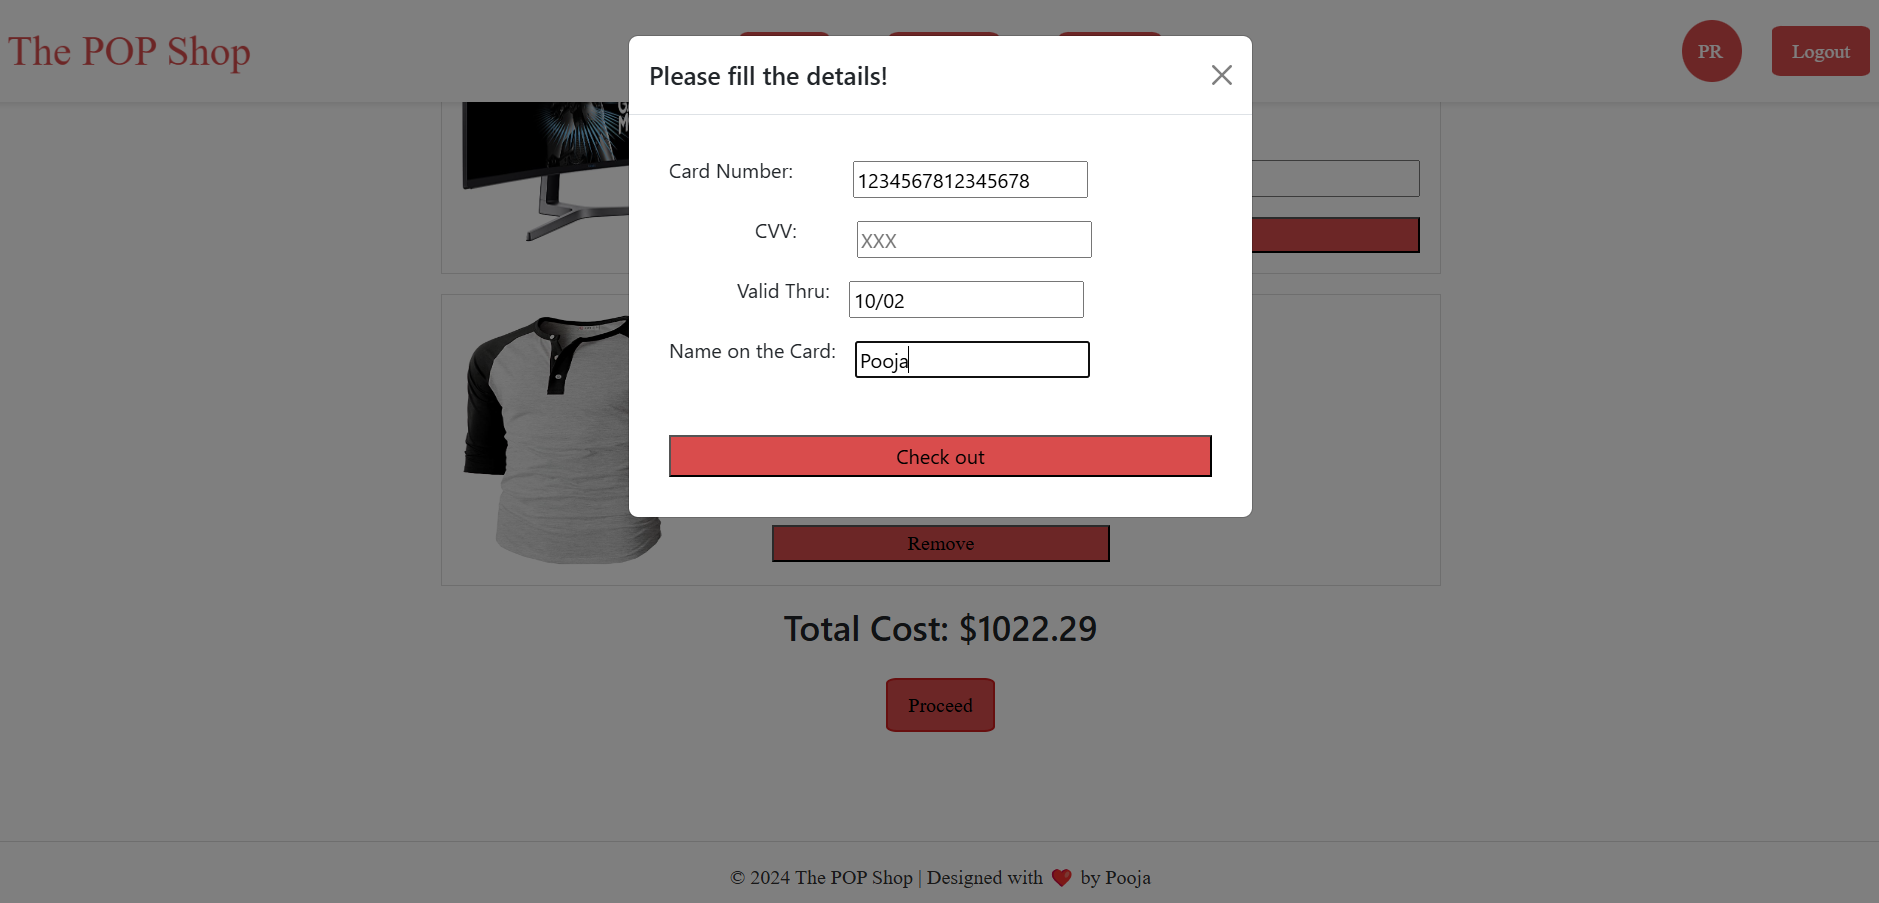 The POP Shop
PR
Logout
Please fill the details!
Card Number:
1234567812345678
CVV:
XXX
Valid Thru:
10/02
Name on the Card:
Pooja
Check out
Remove
Total Cost: $1022.29
Proceed
© 2024 The POP Shop | Designed with ❤️ by Pooja